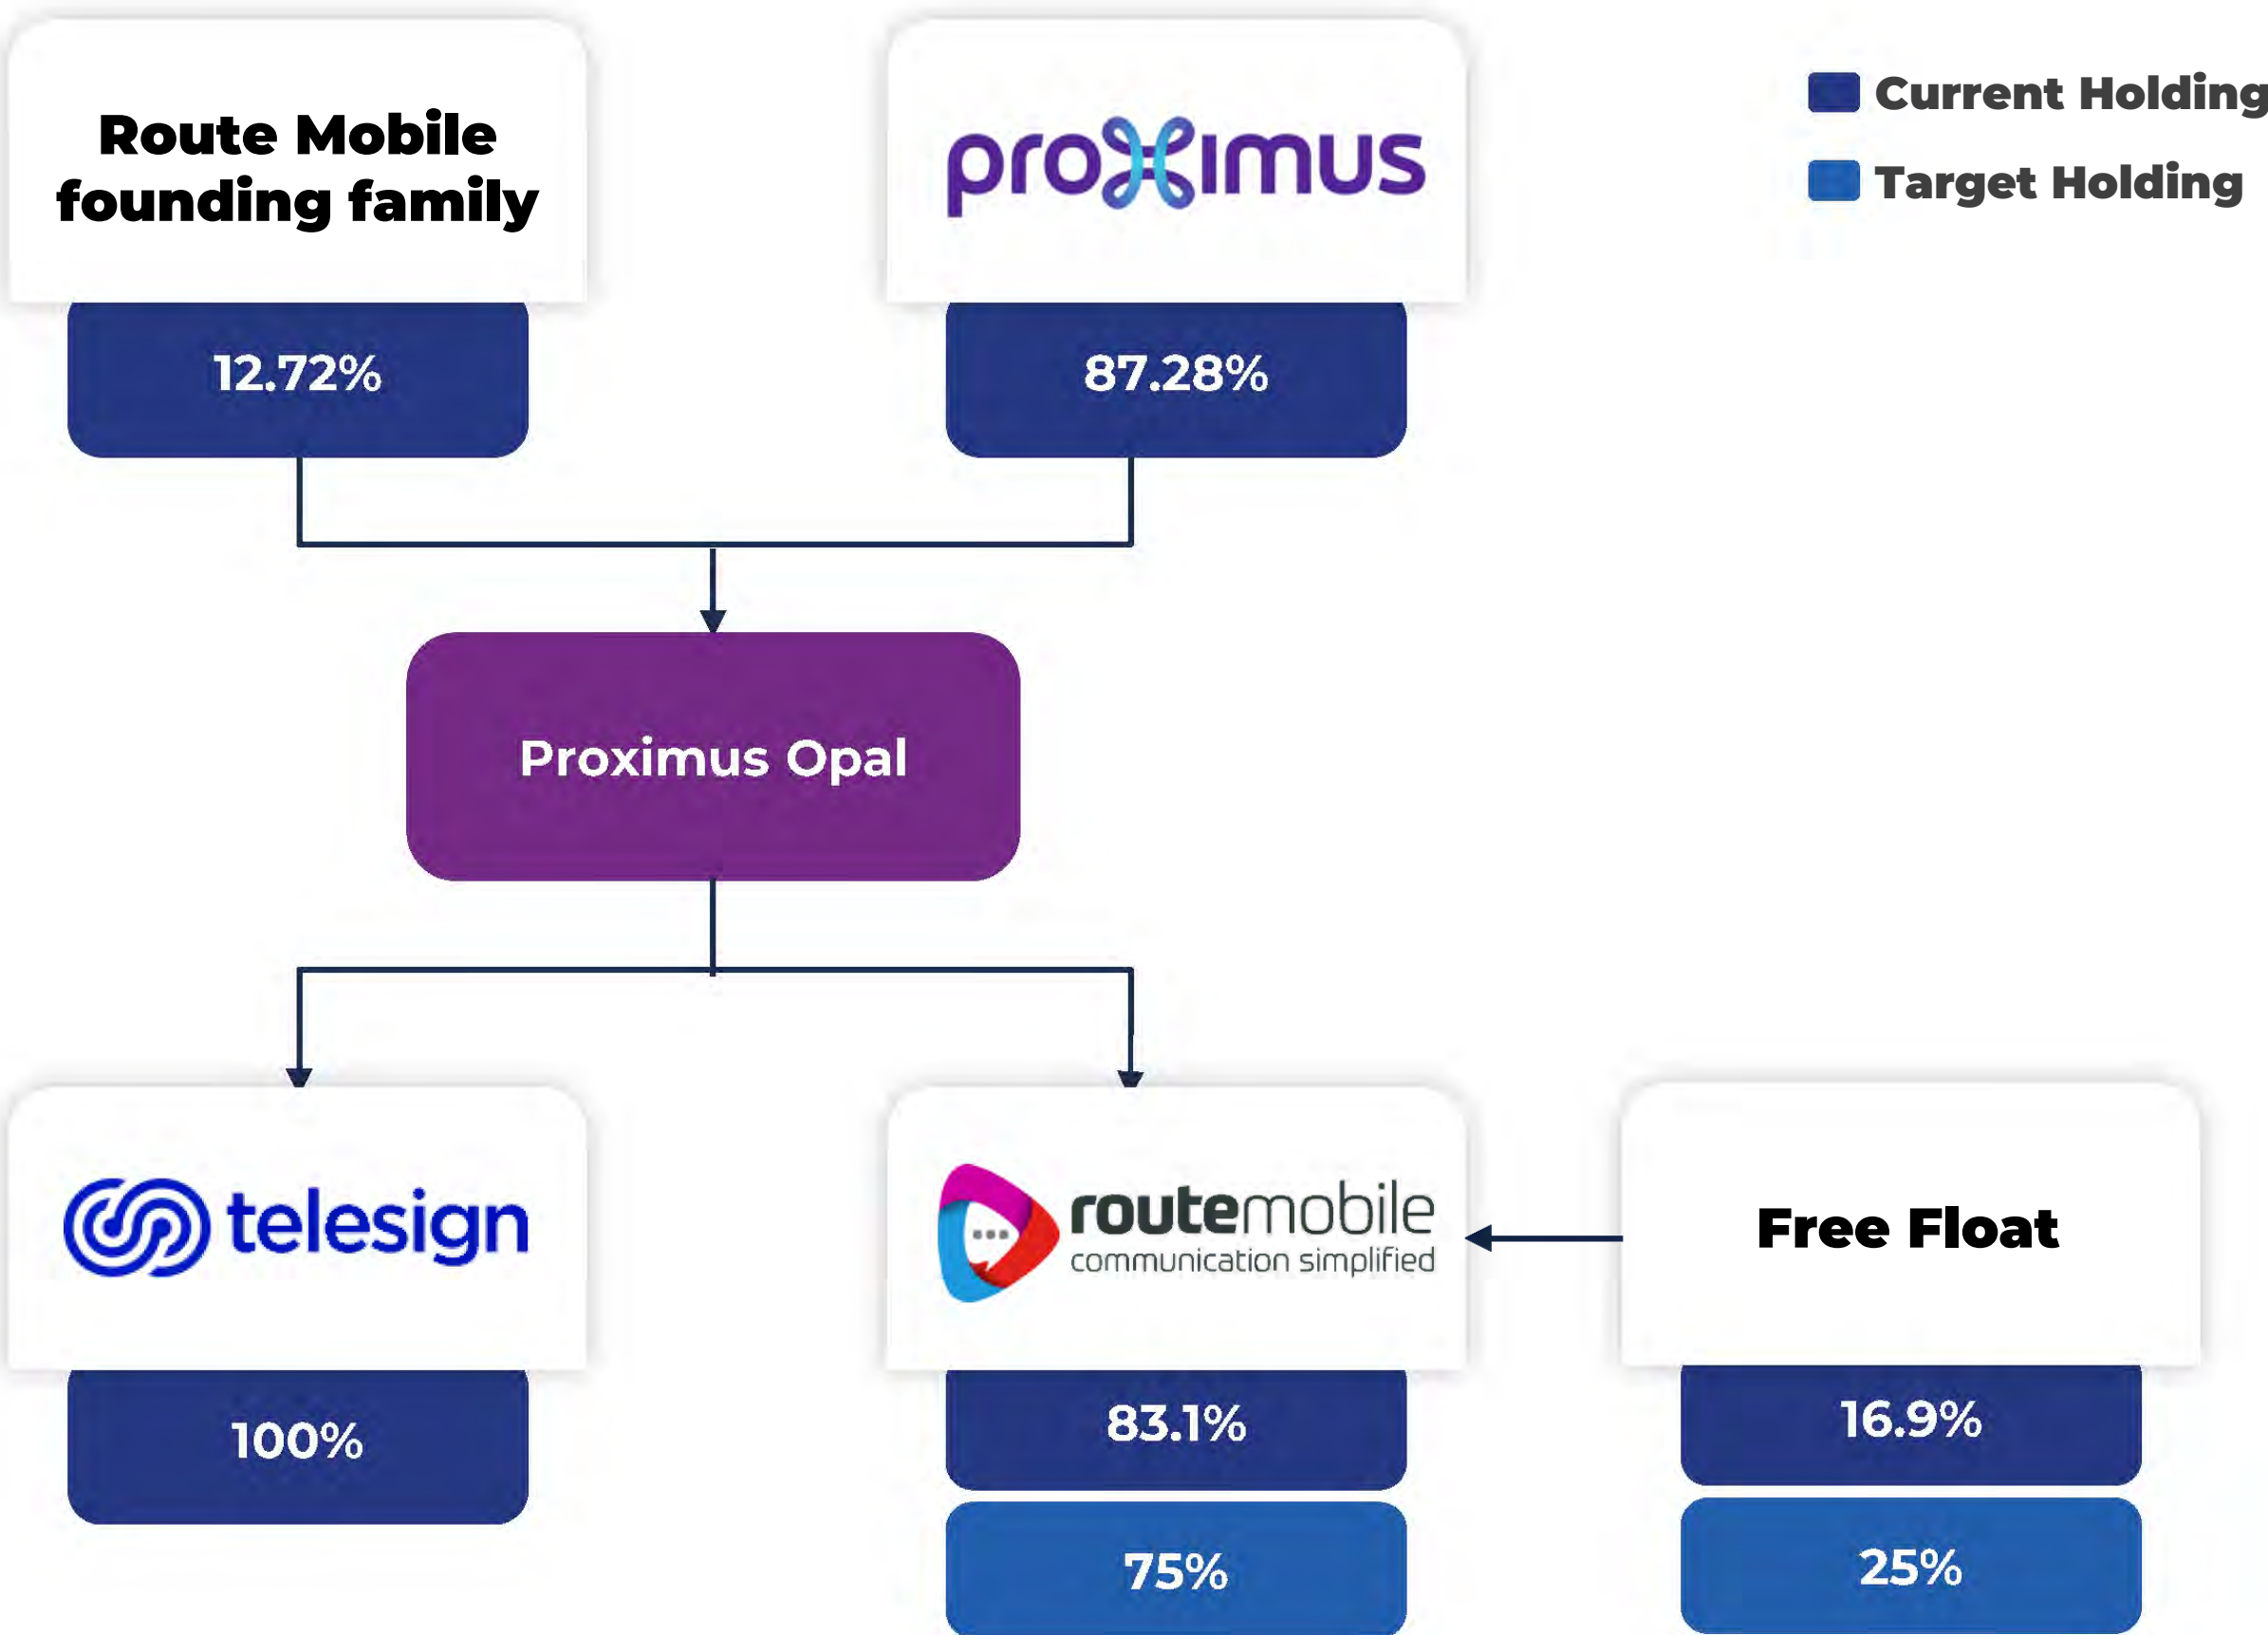 Route Mobile
founding family
proximus
Current Holding
Target Holding
12.72%
87.28%
Proximus Opal
telesign
routemobile
communication simplified
Free Float
100%
83.1%
16.9%
75%
25%